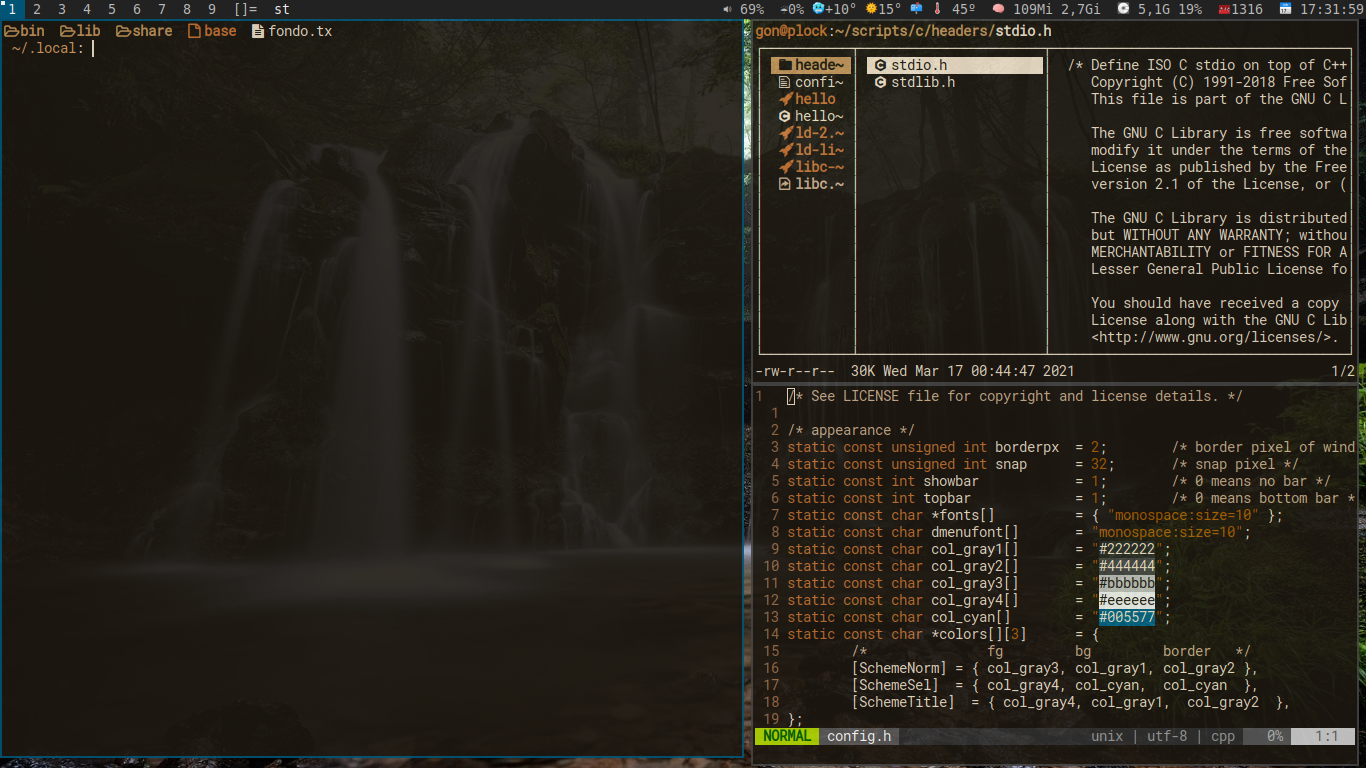 1 2 3 4 5 6 7 8 9 []= st 69% 0% +10° 15° 45º 109Mi 2,7Gi 5,1G 19% 1316 17:31:59
bin lib share base fondo.tx
~/.local:
gon@plock:~/scripts/c/headers/stdio.h
heade~ stdio.h /* Define ISO C stdio on top of C++
confi~ stdlib.h Copyright (C) 1991-2018 Free Sof
hello This file is part of the GNU C L
hello~
ld-2.~ The GNU C Library is free softwa
ld-li~ modify it under the terms of the
libc-~ License as published by the Free
libc.~ version 2.1 of the License, or (
The GNU C Library is distributed
but WITHOUT ANY WARRANTY; withou
MERCHANTABILITY or FITNESS FOR A
Lesser General Public License fo
You should have received a copy
License along with the GNU C Lib
<http://www.gnu.org/licenses/>.
-rw-r--r-- 30K Wed Mar 17 00:44:47 2021 1/2
1 /* See LICENSE file for copyright and license details. */
1
2 /* appearance */
3 static const unsigned int borderpx = 2; /* border pixel of wind
4 static const unsigned int snap = 32; /* snap pixel */
5 static const int showbar = 1; /* 0 means no bar */
6 static const int topbar = 1; /* 0 means bottom bar *
7 static const char *fonts[] = { "monospace:size=10" };
8 static const char dmenufont[] = "monospace:size=10";
9 static const char col_gray1[] = "#222222";
10 static const char col_gray2[] = "#444444";
11 static const char col_gray3[] = "#bbbbbb";
12 static const char col_gray4[] = "#eeeeee";
13 static const char col_cyan[] = "#005577";
14 static const char *colors[][3] = {
15 /* fg bg border */
16 [SchemeNorm] = { col_gray3, col_gray1, col_gray2 },
17 [SchemeSel] = { col_gray4, col_cyan, col_cyan },
18 [SchemeTitle] = { col_gray4, col_gray1, col_gray2 },
19 };
NORMAL config.h unix | utf-8 | cpp 0% 1:1